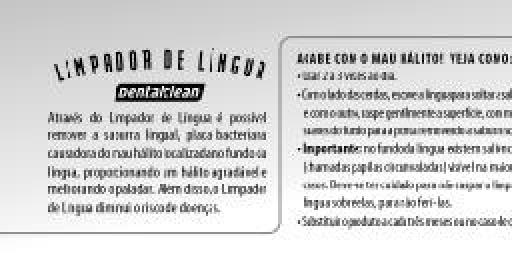 LIMPADOR DE LÍNGUA
Dentalclean
Através do Limpador de Língua é possível
remover a saburra lingual, placa bacteriana
causadora do mau hálito localizada no fundo da
língua, proporcionando um hálito agradável e
melhorando o paladar. Além disso, o Limpador
de Língua diminui o risco de doenças.
ACABE COM O MAU HÁLITO! VEJA COMO:
• Usar 2 a 3 vezes ao dia.
• Com o lado das cerdas, escove a língua para soltar a
e com o outro, raspe gentilmente a superfície, com
suaves do fundo para a ponta removendo a saburra
• Importante: no fundo da língua existem
(chamadas papilas circunvaladas) visível na
casos. Deve-se ter cuidado para não raspar a
língua sobre elas, para não feri-las.
• Substituir o produto a cada três meses ou no caso de